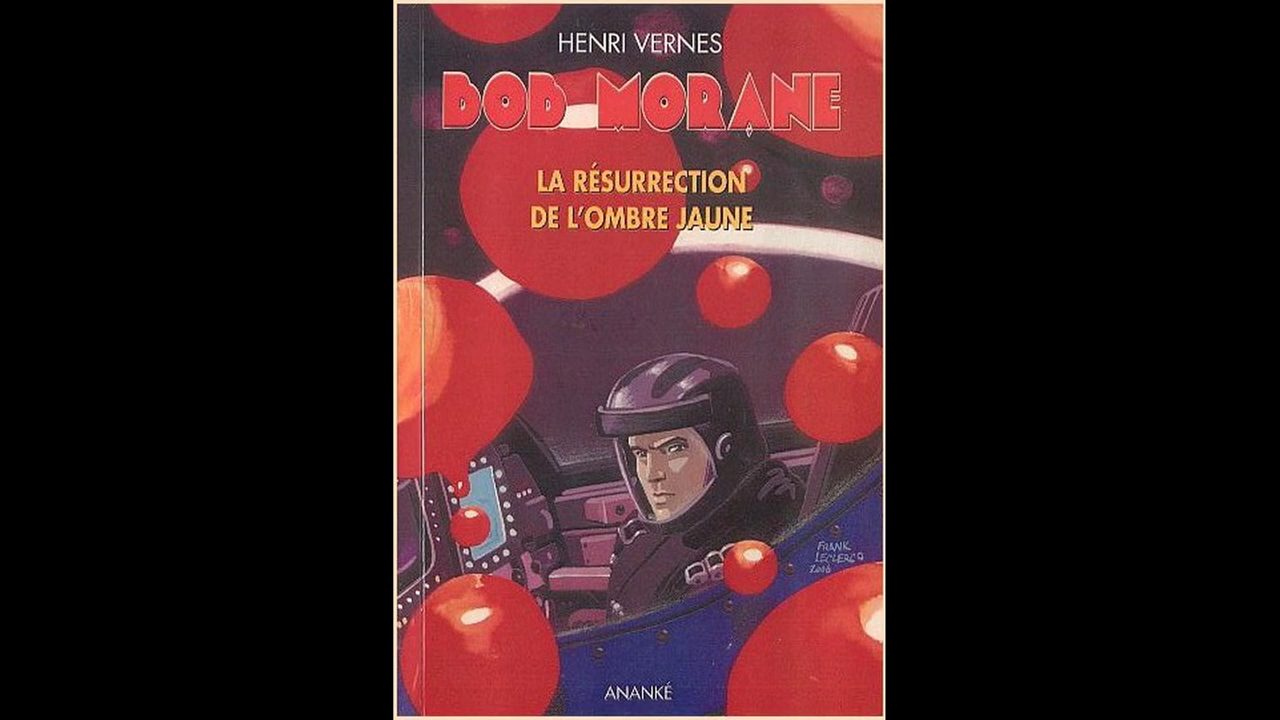 HENRI VERNES
BOB MORANE
LA RÉSURRECTION
DE L'OMBRE JAUNE
FRANK
LECLERCQ
2006
ANANKÉ